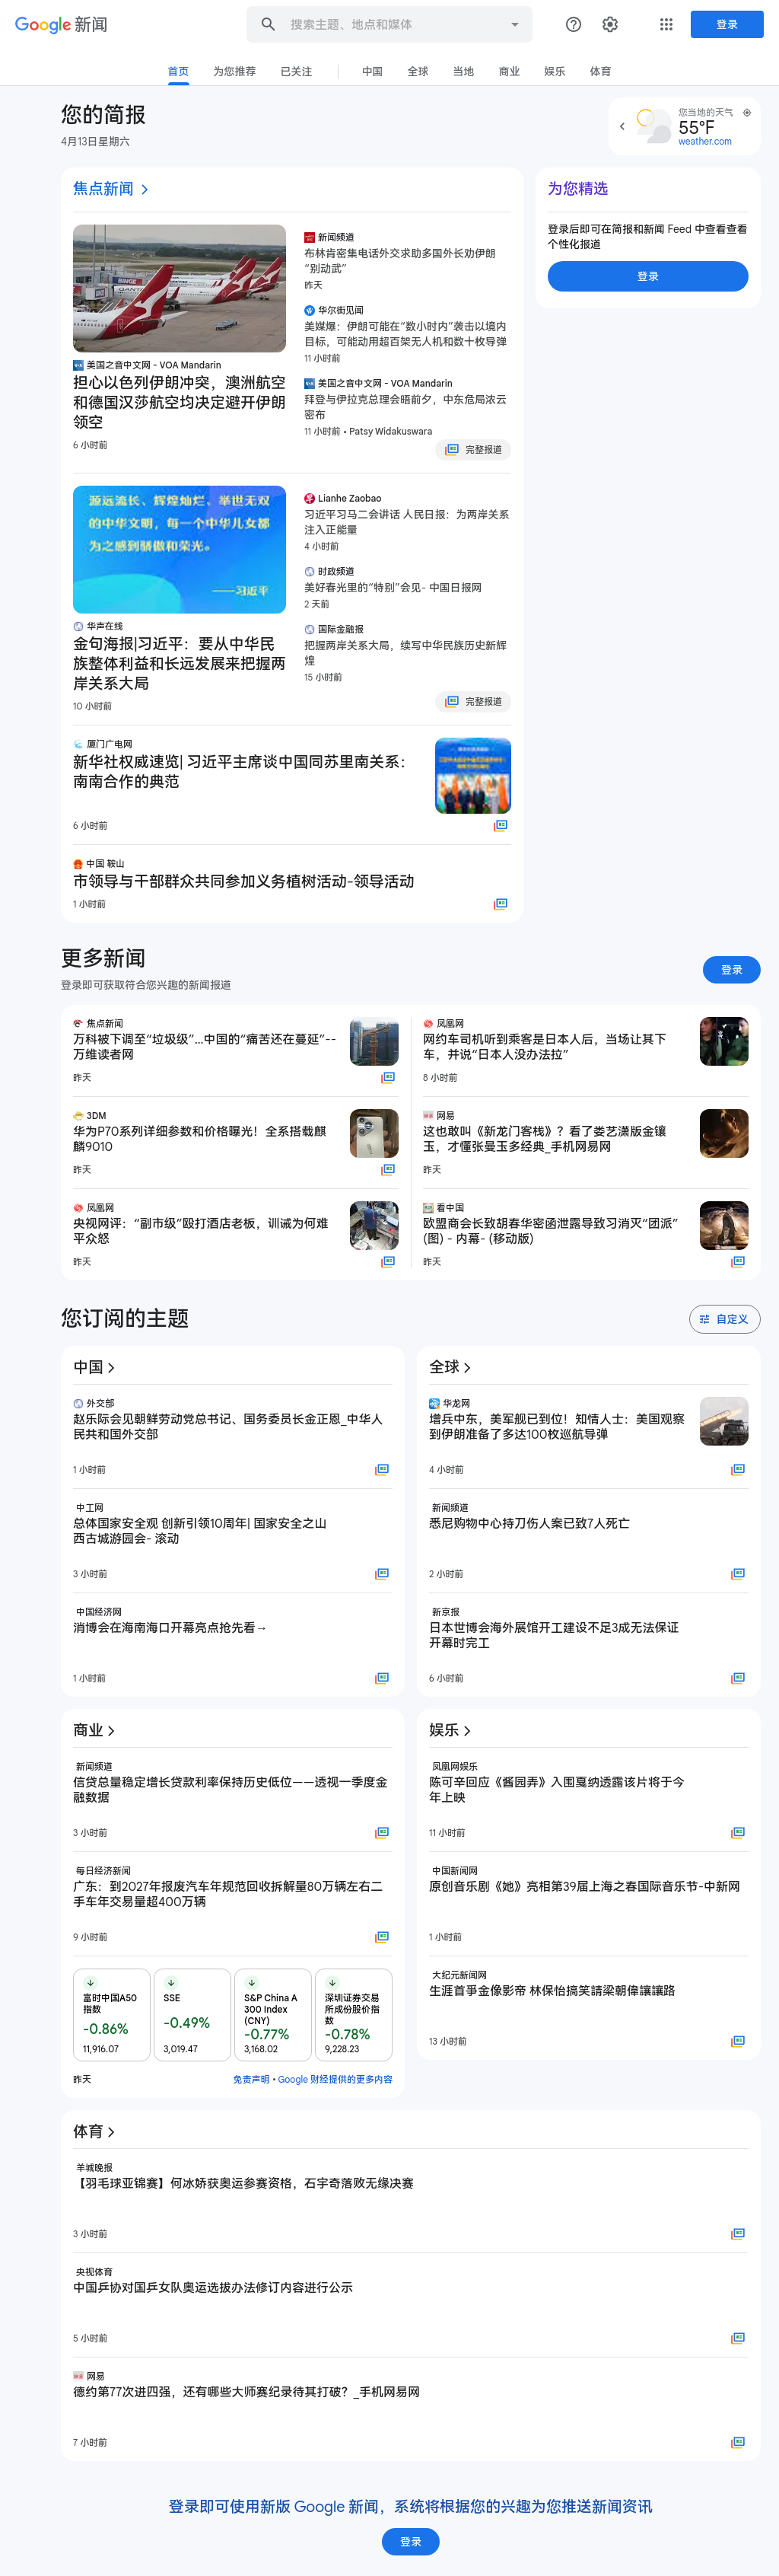 Google 新闻
搜索主题、地点和媒体
登录
首页
为您推荐
已关注
中国
全球
当地
商业
娱乐
体育
您的简报
4月13日星期六
您当地的天气
55°F
weather.com
焦点新闻
美国之音中文网 - VOA Mandarin
担心以色列伊朗冲突，澳洲航空
和德国汉莎航空均决定避开伊朗
领空
6 小时前
新闻频道
布林肯密集电话外交求助多国外长劝伊朗
“别动武”
昨天
华尔街见闻
美媒爆：伊朗可能在“数小时内”袭击以境内
目标，可能动用超百架无人机和数十枚导弹
11 小时前
美国之音中文网 - VOA Mandarin
拜登与伊拉克总理会晤前夕，中东危局浓云
密布
11 小时前 • Patsy Widakuswara
完整报道
为您精选
登录后即可在简报和新闻 Feed 中查看查看
个性化报道
登录
源远流长、辉煌灿烂、举世无双
的中华文明，每一个中华儿女都
为之感到骄傲和荣光。
——习近平
华声在线
金句海报|习近平：要从中华民
族整体利益和长远发展来把握两
岸关系大局
10 小时前
Lianhe Zaobao
习近平习马二会讲话 人民日报：为两岸关系
注入正能量
4 小时前
时政频道
美好春光里的“特别”会见- 中国日报网
2 天前
国际金融报
把握两岸关系大局，续写中华民族历史新辉
煌
15 小时前
完整报道
厦门广电网
新华社权威速览| 习近平主席谈中国同苏里南关系：
南南合作的典范
6 小时前
中国 鞍山
市领导与干部群众共同参加义务植树活动-领导活动
1 小时前
更多新闻
登录即可获取符合您兴趣的新闻报道
登录
焦点新闻
万科被下调至“垃圾级”...中国的“痛苦还在蔓延”--
万维读者网
昨天
3DM
华为P70系列详细参数和价格曝光！全系搭载麒
麟9010
昨天
凤凰网
央视网评：“副市级”殴打酒店老板，训诫为何难
平众怒
昨天
凤凰网
网约车司机听到乘客是日本人后，当场让其下
车，并说“日本人没办法拉”
8 小时前
网易
这也敢叫《新龙门客栈》？看了娄艺潇版金镶
玉，才懂张曼玉多经典_手机网易网
昨天
看中国
欧盟商会长致胡春华密函泄露导致习消灭“团派”
(图) - 内幕- (移动版)
昨天
您订阅的主题
自定义
中国
外交部
赵乐际会见朝鲜劳动党总书记、国务委员长金正恩_中华人
民共和国外交部
1 小时前
中工网
总体国家安全观 创新引领10周年| 国家安全之山
西古城游园会- 滚动
3 小时前
中国经济网
消博会在海南海口开幕亮点抢先看→
1 小时前
全球
华龙网
增兵中东，美军舰已到位！知情人士：美国观察
到伊朗准备了多达100枚巡航导弹
4 小时前
新闻频道
悉尼购物中心持刀伤人案已致7人死亡
2 小时前
新京报
日本世博会海外展馆开工建设不足3成无法保证
开幕时完工
6 小时前
商业
新闻频道
信贷总量稳定增长贷款利率保持历史低位——透视一季度金
融数据
3 小时前
每日经济新闻
广东：到2027年报废汽车年规范回收拆解量80万辆左右二
手车年交易量超400万辆
9 小时前
富时中国A50
指数
-0.86%
11,916.07
SSE
-0.49%
3,019.47
S&P China A
300 Index
(CNY)
-0.77%
3,168.02
深圳证券交易
所成份股价指
数
-0.78%
9,228.23
昨天
免责声明 • Google 财经提供的更多内容
娱乐
凤凰网娱乐
陈可辛回应《酱园弄》入围戛纳透露该片将于今
年上映
11 小时前
中国新闻网
原创音乐剧《她》亮相第39届上海之春国际音乐节-中新网
1 小时前
大纪元新闻网
生涯首爭金像影帝 林保怡搞笑請梁朝偉讓讓路
13 小时前
体育
羊城晚报
【羽毛球亚锦赛】何冰娇获奥运参赛资格，石宇奇落败无缘决赛
3 小时前
央视体育
中国乒协对国乒女队奥运选拔办法修订内容进行公示
5 小时前
网易
德约第77次进四强，还有哪些大师赛纪录待其打破？_手机网易网
7 小时前
登录即可使用新版 Google 新闻，系统将根据您的兴趣为您推送新闻资讯
登录